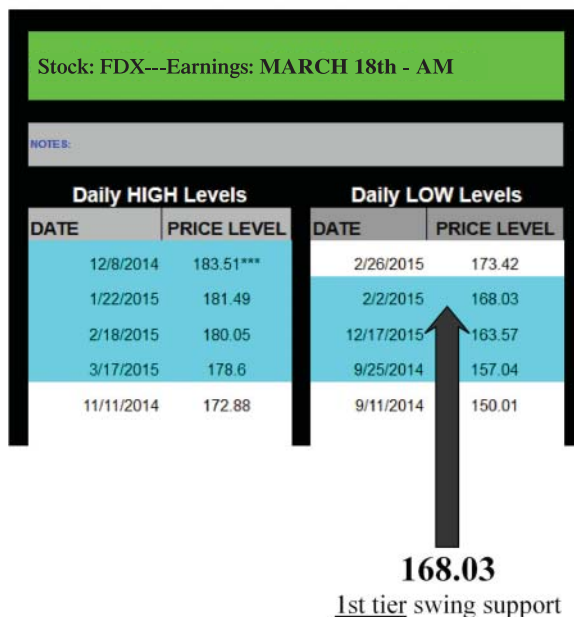 Stock: FDX---Earnings: MARCH 18th - AM
NOTES:
Daily HIGH Levels
DATE PRICE LEVEL
12/8/2014 183.51***
1/22/2015 181.49
2/18/2015 180.05
3/17/2015 178.6
11/11/2014 172.88
Daily LOW Levels
DATE PRICE LEVEL
2/26/2015 173.42
2/2/2015 168.03
12/17/2015 163.57
9/25/2014 157.04
9/11/2014 150.01
168.03
1st tier swing support